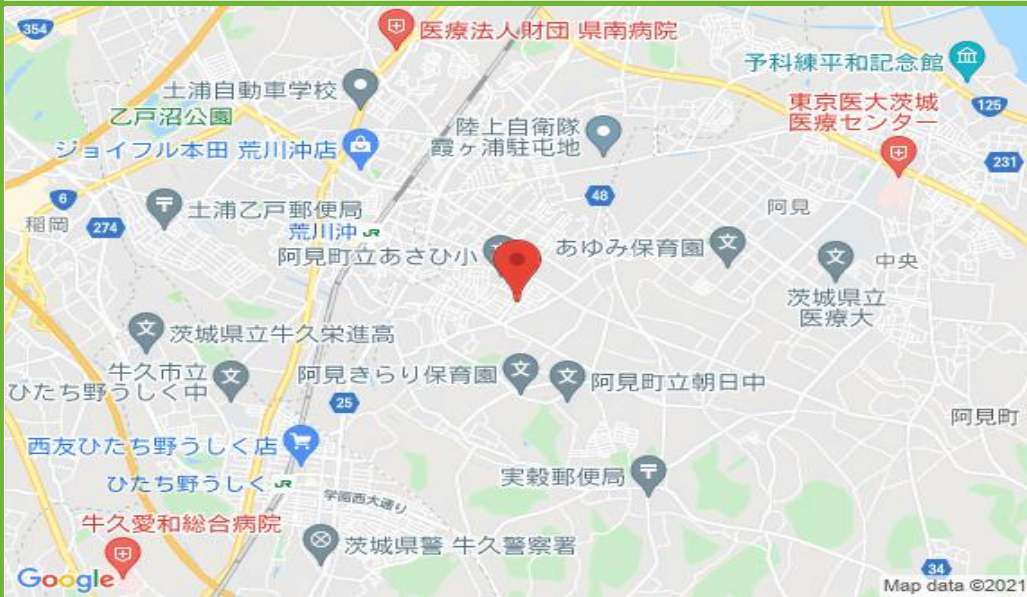 354
医療法人財団 県南病院
予科練平和記念館
土浦自動車学校
125
乙戸沼公園
東京医大茨城
医療センター
陸上自衛隊
霞ヶ浦駐屯地
ジョイフル本田 荒川沖店
231
6
48
稲岡
274
土浦乙戸郵便局
阿見
荒川沖 JR
阿見町立あさひ小
あゆみ保育園
中央
茨城県立
医療大
茨城県立牛久栄進高
牛久市立
ひたち野うしく中
阿見きらり保育園
阿見町立朝日中
25
阿見町
西友ひたち野うしく店
実穀郵便局
ひたち野うしく JR
学園西大通り
牛久愛和総合病院
茨城県警 牛久警察署
34
Google
Map data ©2021